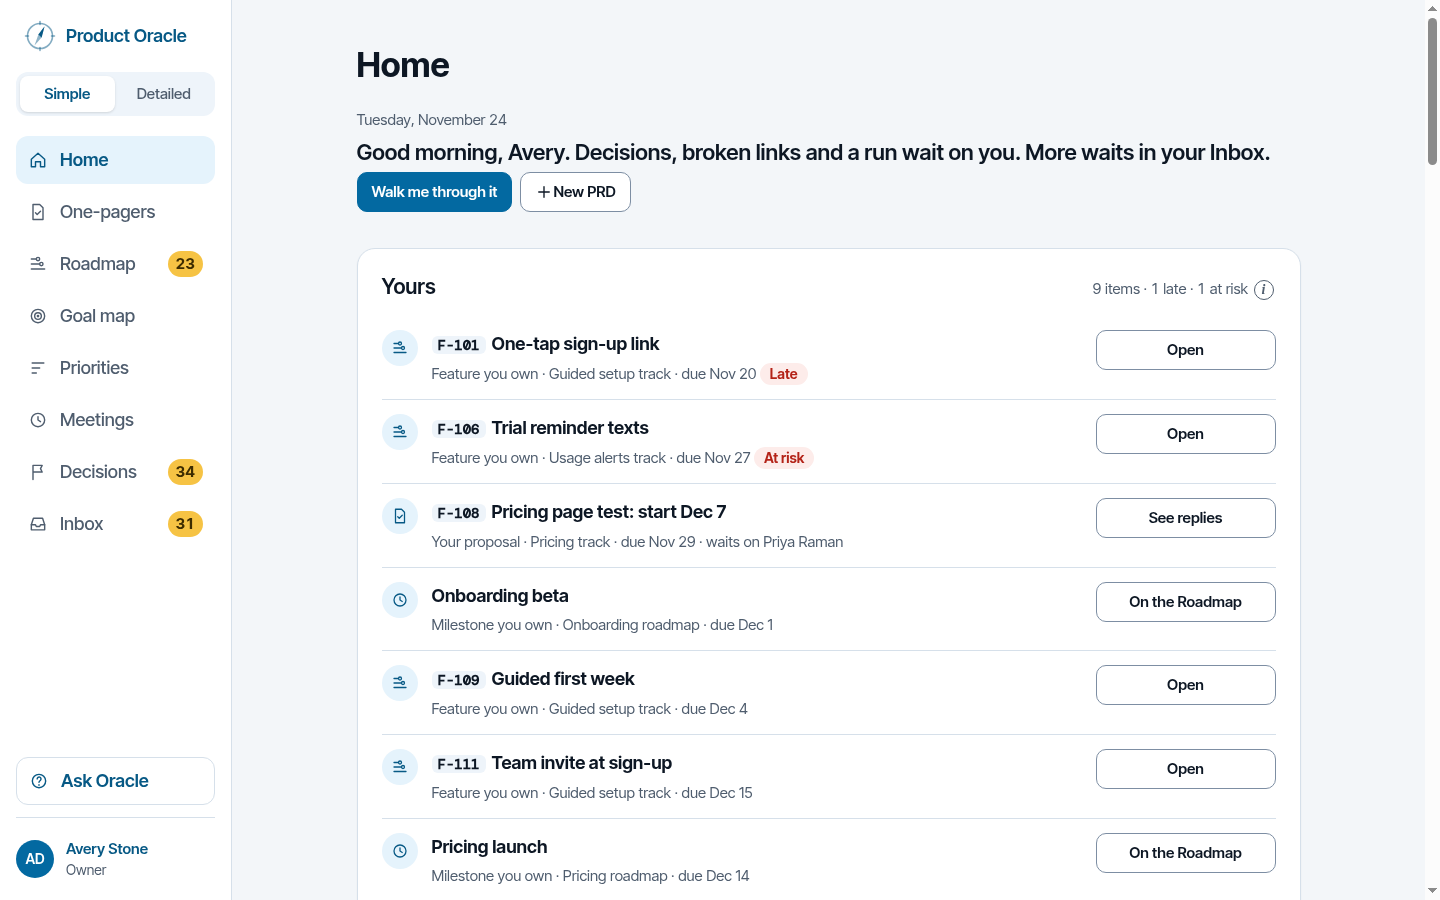 Product Oracle
Simple
Detailed
Home
One-pagers
Roadmap 23
Goal map
Priorities
Meetings
Decisions 34
Inbox 31
Ask Oracle
AD
Avery Stone
Owner
Home
Tuesday, November 24
Good morning, Avery. Decisions, broken links and a run wait on you. More waits in your Inbox.
Walk me through it
+ New PRD
Yours
9 items · 1 late · 1 at risk i
F-101 One-tap sign-up link
Feature you own · Guided setup track · due Nov 20 Late
Open
F-106 Trial reminder texts
Feature you own · Usage alerts track · due Nov 27 At risk
Open
F-108 Pricing page test: start Dec 7
Your proposal · Pricing track · due Nov 29 · waits on Priya Raman
See replies
Onboarding beta
Milestone you own · Onboarding roadmap · due Dec 1
On the Roadmap
F-109 Guided first week
Feature you own · Guided setup track · due Dec 4
Open
F-111 Team invite at sign-up
Feature you own · Guided setup track · due Dec 15
Open
Pricing launch
Milestone you own · Pricing roadmap · due Dec 14
On the Roadmap